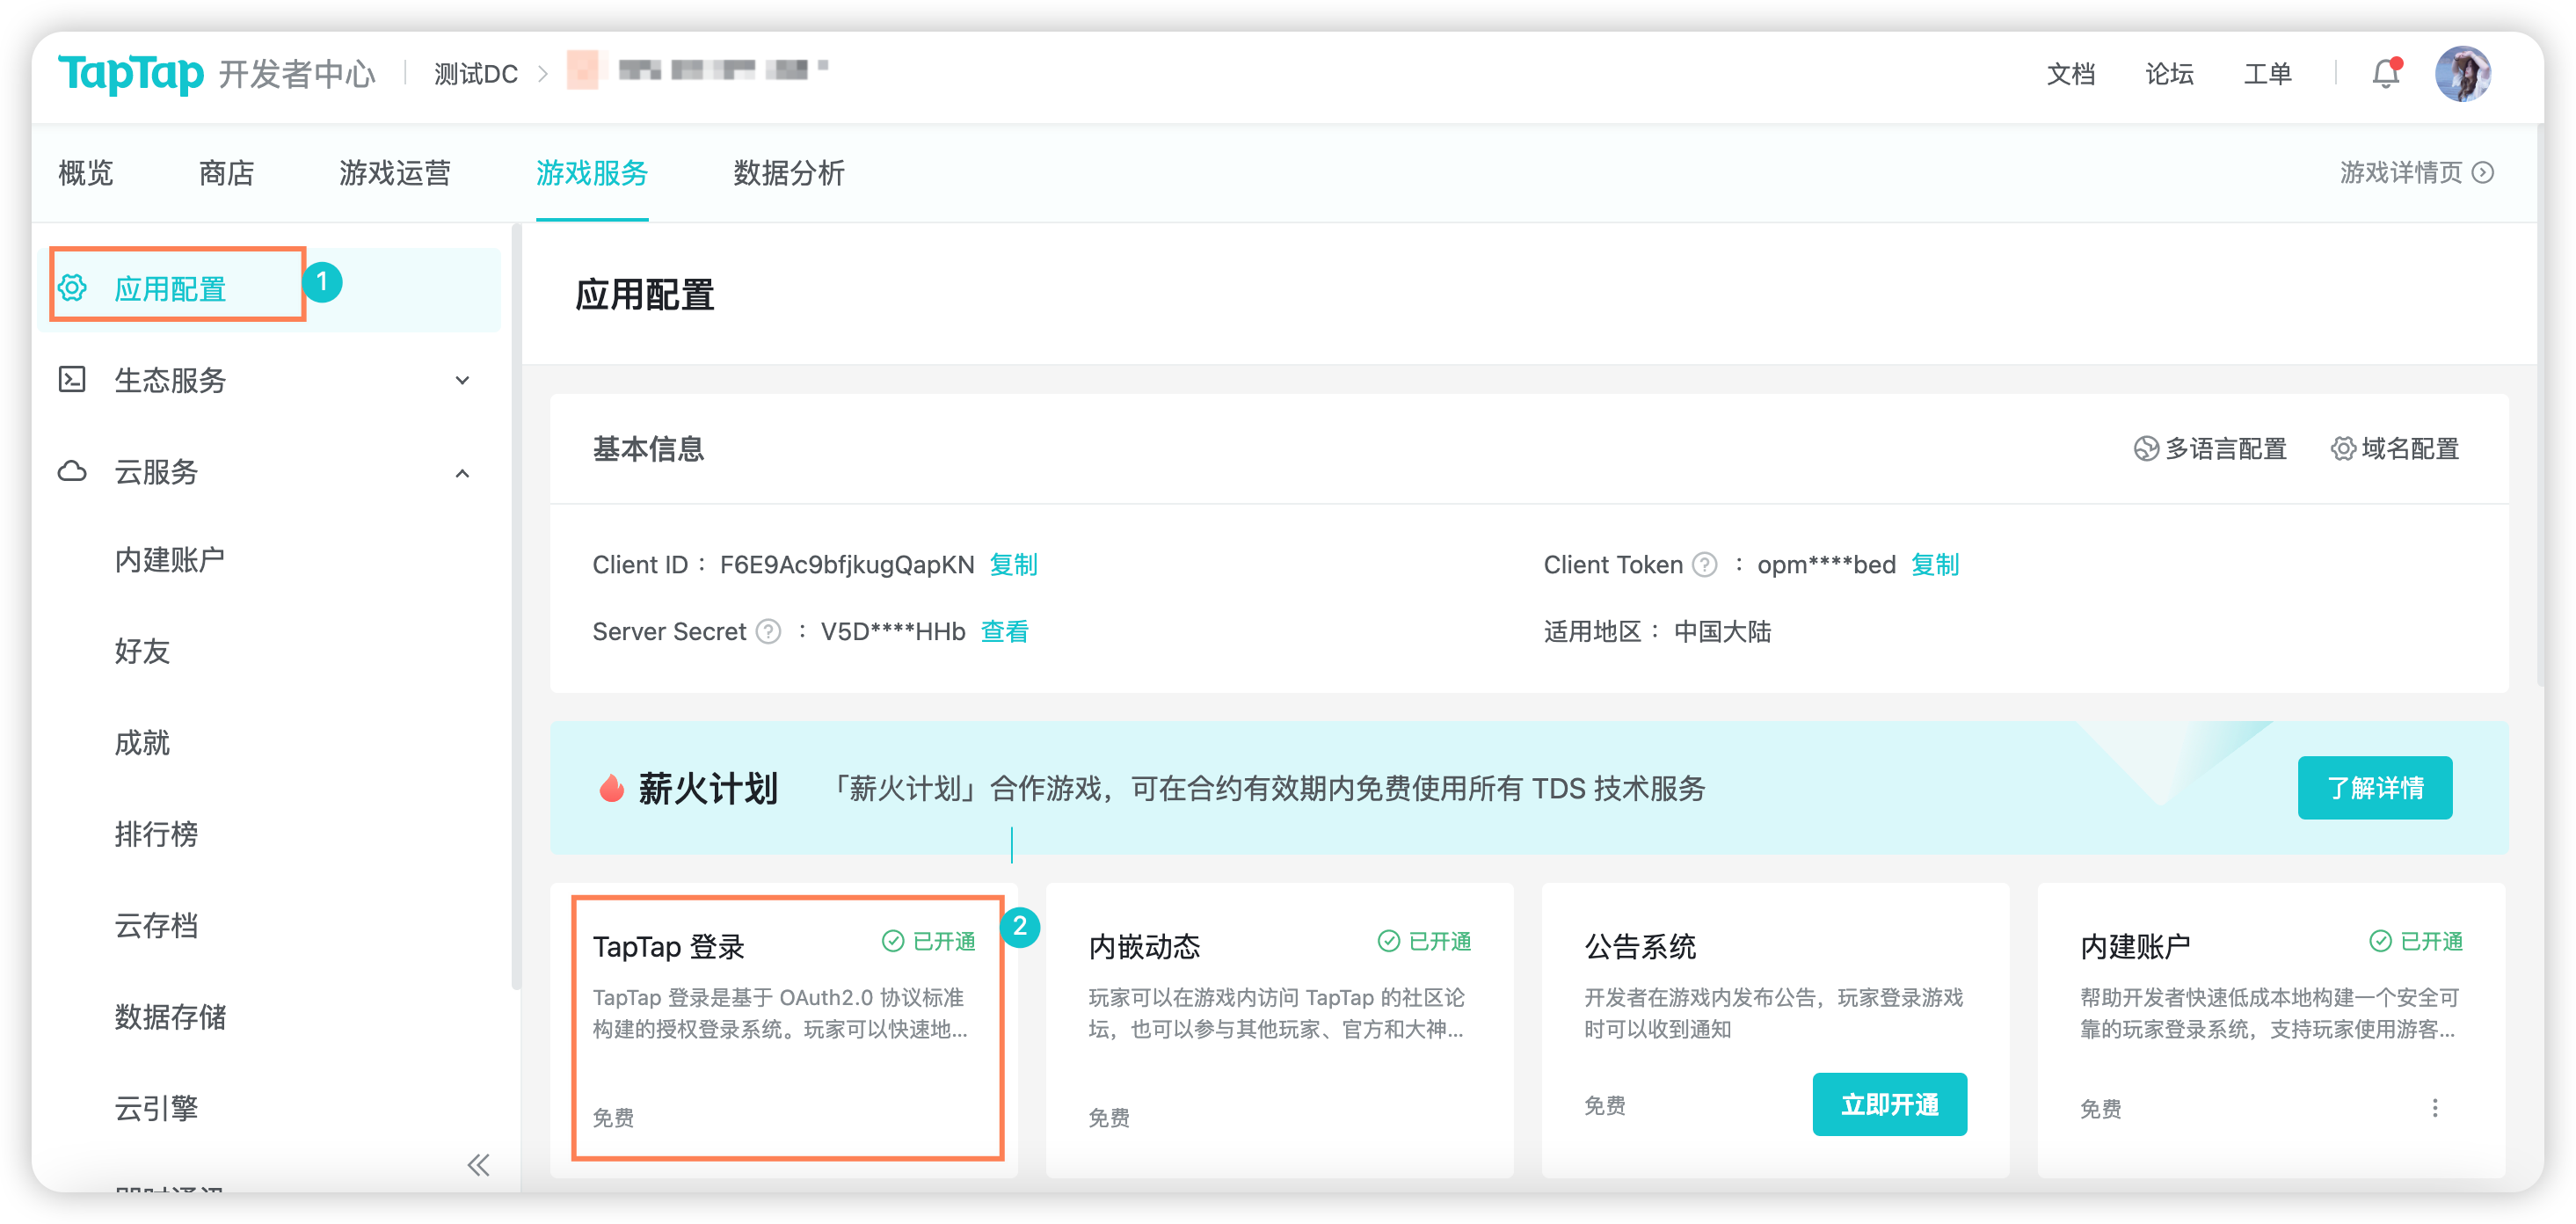 TapTap 开发者中心 测试DC
文档 论坛 工单
概览 商店 游戏运营 游戏服务 数据分析 游戏详情页
应用配置 1
生态服务
云服务
内建账户
好友
成就
排行榜
云存档
数据存储
云引擎
应用配置
基本信息 多语言配置 域名配置
Client ID： F6E9Ac9bfjkugQapKN 复制
Client Token ? ： opm****bed 复制
Server Secret ? ： V5D****HHb 查看
适用地区： 中国大陆
薪火计划 「薪火计划」合作游戏，可在合约有效期内免费使用所有 TDS 技术服务 了解详情
2
TapTap 登录 已开通
TapTap 登录是基于 OAuth2.0 协议标准
构建的授权登录系统。玩家可以快速地...
免费
内嵌动态 已开通
玩家可以在游戏内访问 TapTap 的社区论
坛，也可以参与其他玩家、官方和大神...
免费
公告系统
开发者在游戏内发布公告，玩家登录游戏
时可以收到通知
免费 立即开通
内建账户 已开通
帮助开发者快速低成本地构建一个安全可
靠的玩家登录系统，支持玩家使用游客...
免费